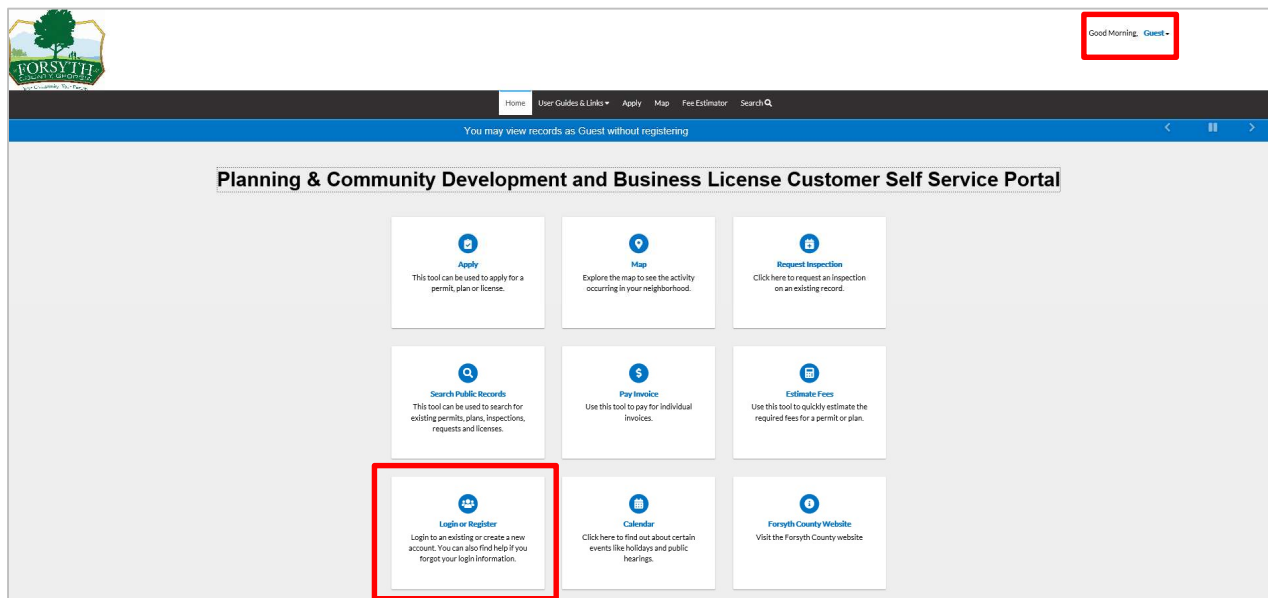 Good Morning, Guest
FORSYTH
COUNTY GEORGIA
Your Community. Your Future.
Home User Guides & Links Apply Map Fee Estimator Search
You may view records as Guest without registering
Planning & Community Development and Business License Customer Self Service Portal
Apply
This tool can be used to apply for a
permit, plan or license.
Map
Explore the map to see the activity
occurring in your neighborhood.
Request Inspection
Click here to request an inspection
on an existing record.
Search Public Records
This tool can be used to search for
existing permits, plans, inspections,
requests and licenses.
Pay Invoice
Use this tool to pay for individual
invoices.
Estimate Fees
Use this tool to quickly estimate the
required fees for a permit or plan.
Login or Register
Login to an existing or create a new
account. You can also find help if you
forgot your login information.
Calendar
Click here to find out about certain
events like holidays and public
hearings.
Forsyth County Website
Visit the Forsyth County website